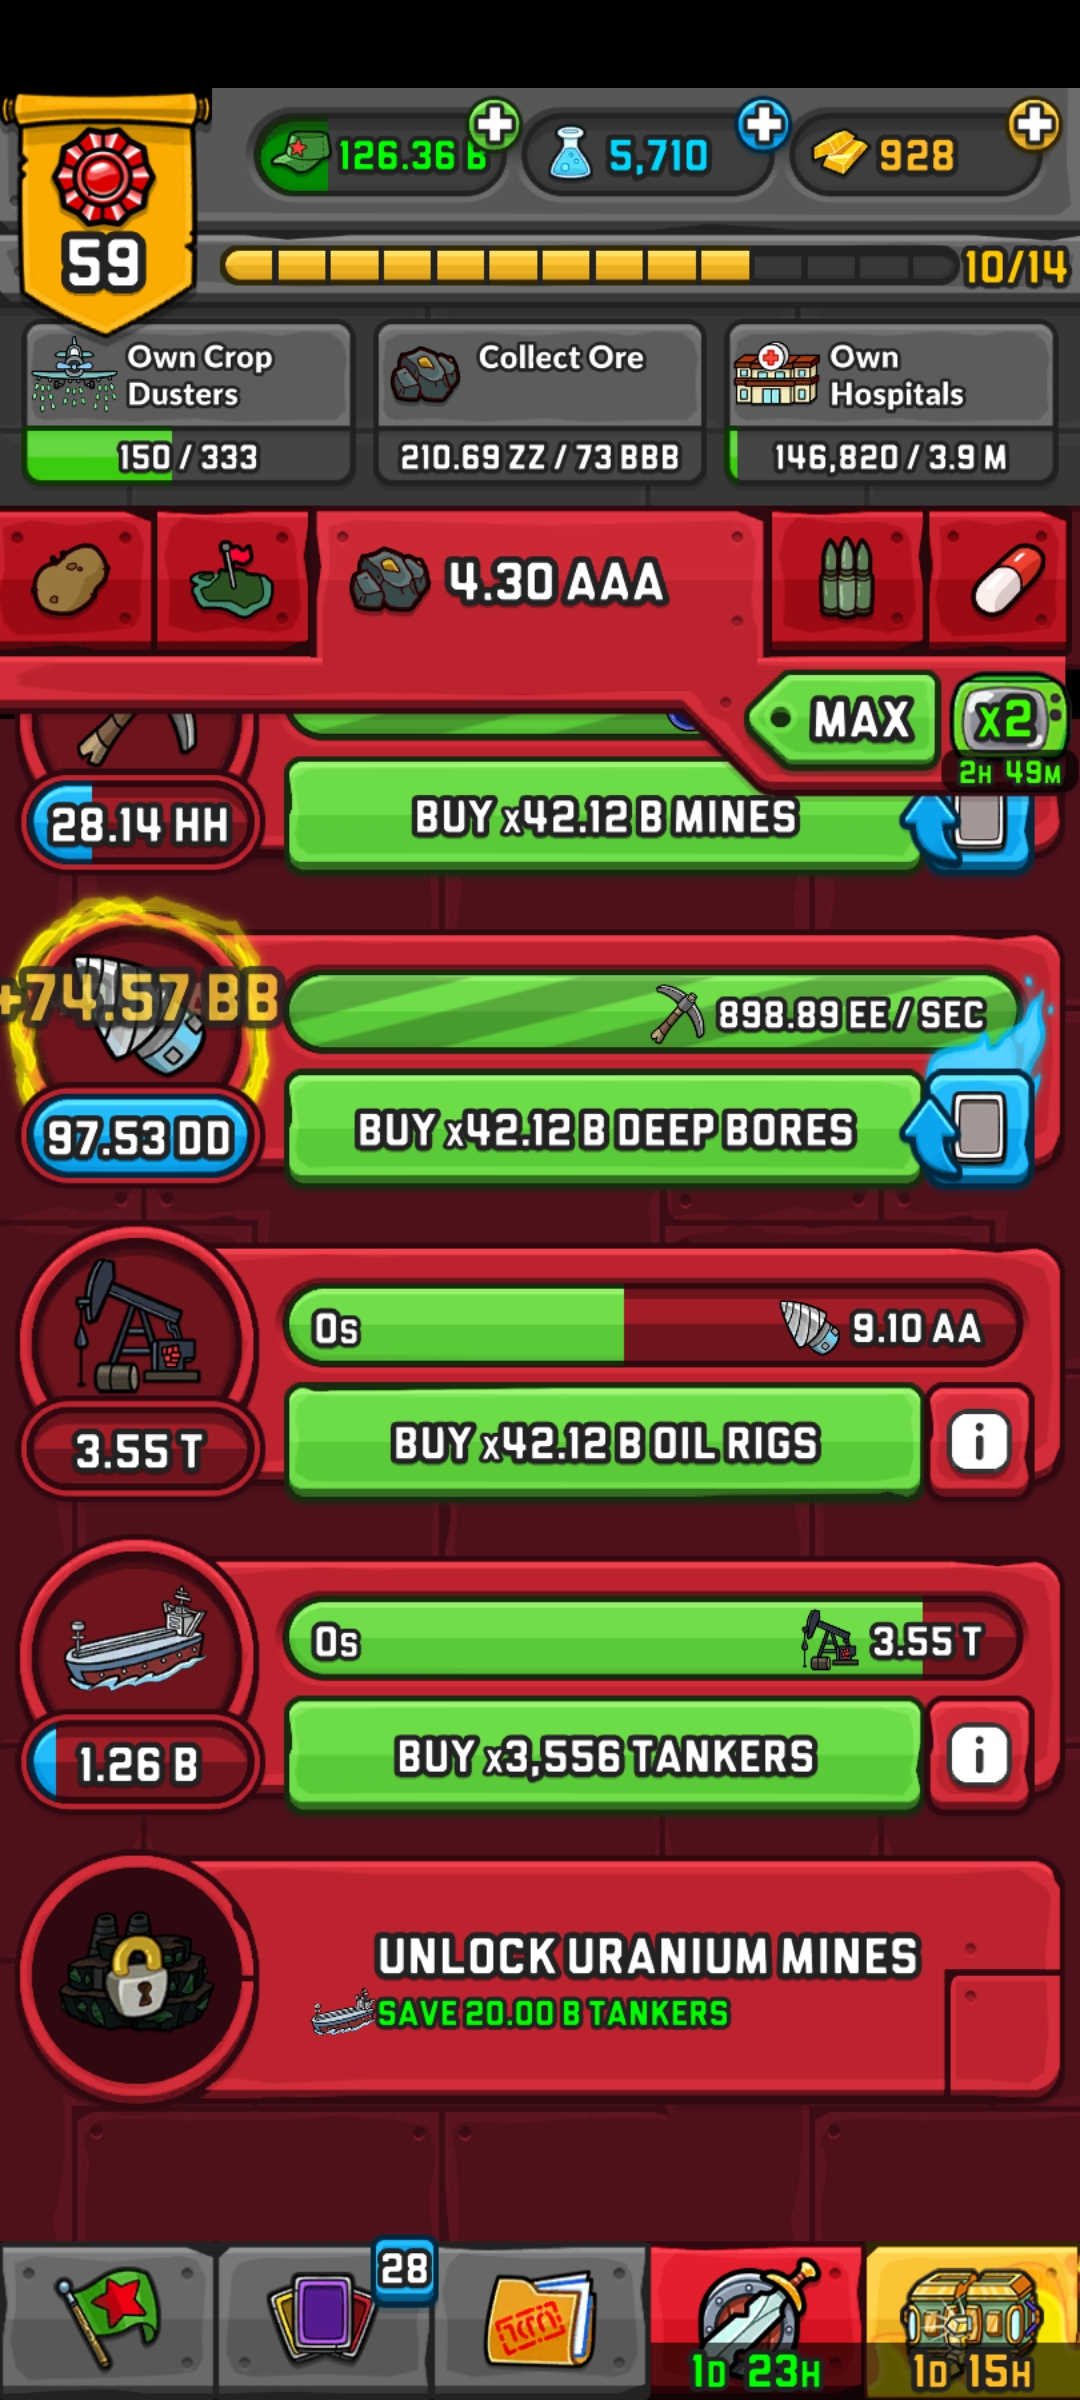 126.36 B
5,710
928
59
10/14
Own Crop
Dusters
150 / 333
Collect Ore
210.69 ZZ / 73 BBB
Own
Hospitals
146,820 / 3.9 M
4.30 AAA
MAX
x2
2H 49M
28.14 HH
BUY x42.12 B MINES
+74.57 BB
898.89 EE / SEC
97.53 DD
BUY x42.12 B DEEP BORES
0s
9.10 AA
3.55 T
BUY x42.12 B OIL RIGS
i
0s
3.55 T
1.26 B
BUY x3,556 TANKERS
i
UNLOCK URANIUM MINES
SAVE 20.00 B TANKERS
28
1D 23H
1D 15H